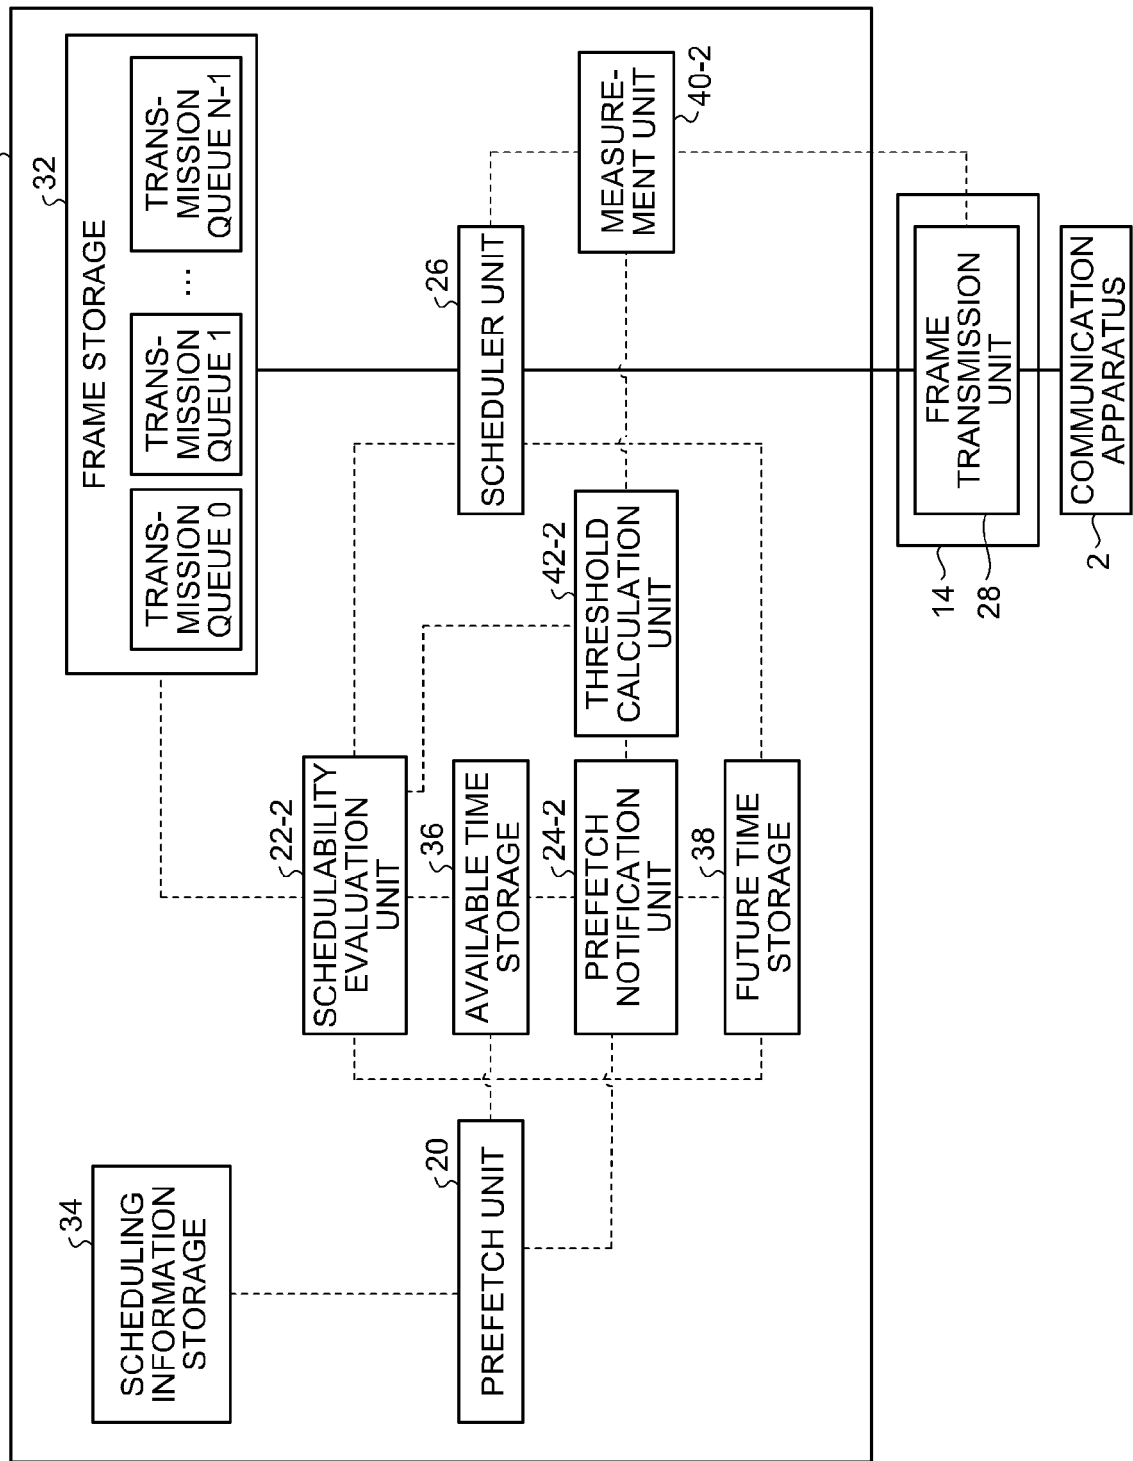 32
FRAME STORAGE
TRANS-
MISSION
QUEUE 0
TRANS-
MISSION
QUEUE 1
...
TRANS-
MISSION
QUEUE N-1
34
SCHEDULING
INFORMATION
STORAGE
22-2
SCHEDULABILITY
EVALUATION
UNIT
20
PREFETCH UNIT
36
AVAILABLE TIME
STORAGE
26
SCHEDULER UNIT
24-2
PREFETCH
NOTIFICATION
UNIT
42-2
THRESHOLD
CALCULATION
UNIT
MEASURE-
MENT UNIT
40-2
38
FUTURE TIME
STORAGE
14
28
FRAME
TRANSMISSION
UNIT
2
COMMUNICATION
APPARATUS